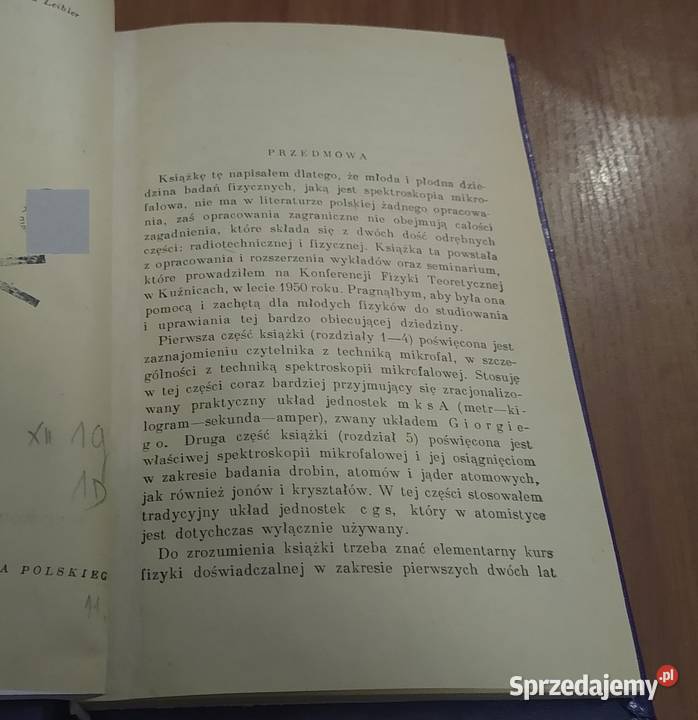 Leibler
PRZEDMOWA
Książkę tę napisałem dlatego, że młoda i płodna dzie-
dzina badań fizycznych, jaką jest spektroskopia mikro-
falowa, nie ma w literaturze polskiej żadnego opracowa-
nia, zaś opracowania zagraniczne nie obejmują całości
zagadnienia, które składa się z dwóch dość odrębnych
części: radiotechnicznej i fizycznej. Książka ta powstała
z opracowania i rozszerzenia wykładów oraz seminarium,
które prowadziłem na Konferencji Fizyki Teoretycznej
w Kuźnicach, w lecie 1950 roku. Pragnąłbym, aby była ona
pomocą i zachętą dla młodych fizyków do studiowania
i uprawiania tej bardzo obiecującej dziedziny.
Pierwsza część książki (rozdziały 1—4) poświęcona jest
zaznajomieniu czytelnika z techniką mikrofal, w szcze-
gólności z techniką spektroskopii mikrofalowej. Stosuję
w tej części coraz bardziej przyjmujący się zracjonalizo-
wany praktyczny układ jednostek m k s A (metr—ki-
logram—sekunda—amper), zwany układem Giorgie-
go. Druga część książki (rozdział 5) poświęcona jest
właściwej spektroskopii mikrofalowej i jej osiągnięciom
w zakresie badania drobin, atomów i jąder atomowych,
jak również jonów i kryształów. W tej części stosowałem
tradycyjny układ jednostek c g s, który w atomistyce
jest dotychczas wyłącznie używany.
Do zrozumienia książki trzeba znać elementarny kurs
fizyki doświadczalnej w zakresie pierwszych dwóch lat
XII 19
1D
A POLSKIEG
11.
Sprzedajemy.pl